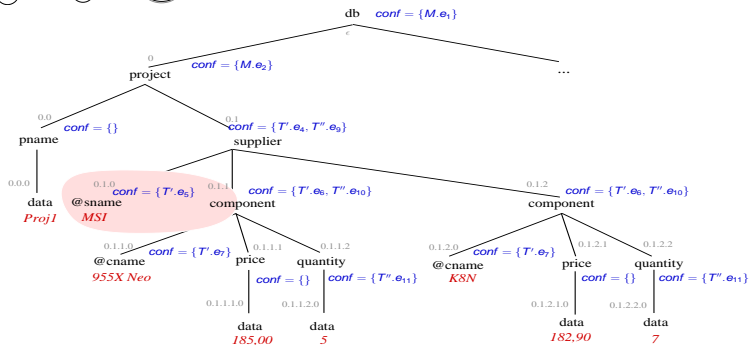 db conf = {M.e₁}
ϵ
0 conf = {M.e₂}
project ...
0.0 conf = {} 0.1 conf = {T′.e₄, T″.e₉}
pname supplier
0.0.0 0.1.0 conf = {T′.e₅} 0.1.1 conf = {T′.e₆, T″.e₁₀} 0.1.2 conf = {T′.e₆, T″.e₁₀}
data @sname component component
Proj1 MSI
0.1.1.0 conf = {T′.e₇} 0.1.1.1 0.1.1.2 0.1.2.0 conf = {T′.e₇} 0.1.2.1 0.1.2.2
@cname price quantity @cname price quantity
955X Neo conf = {} conf = {T″.e₁₁} K8N conf = {} conf = {T″.e₁₁}
0.1.1.1.0 0.1.1.2.0 0.1.2.1.0 0.1.2.2.0
data data data data
185,00 5 182,90 7